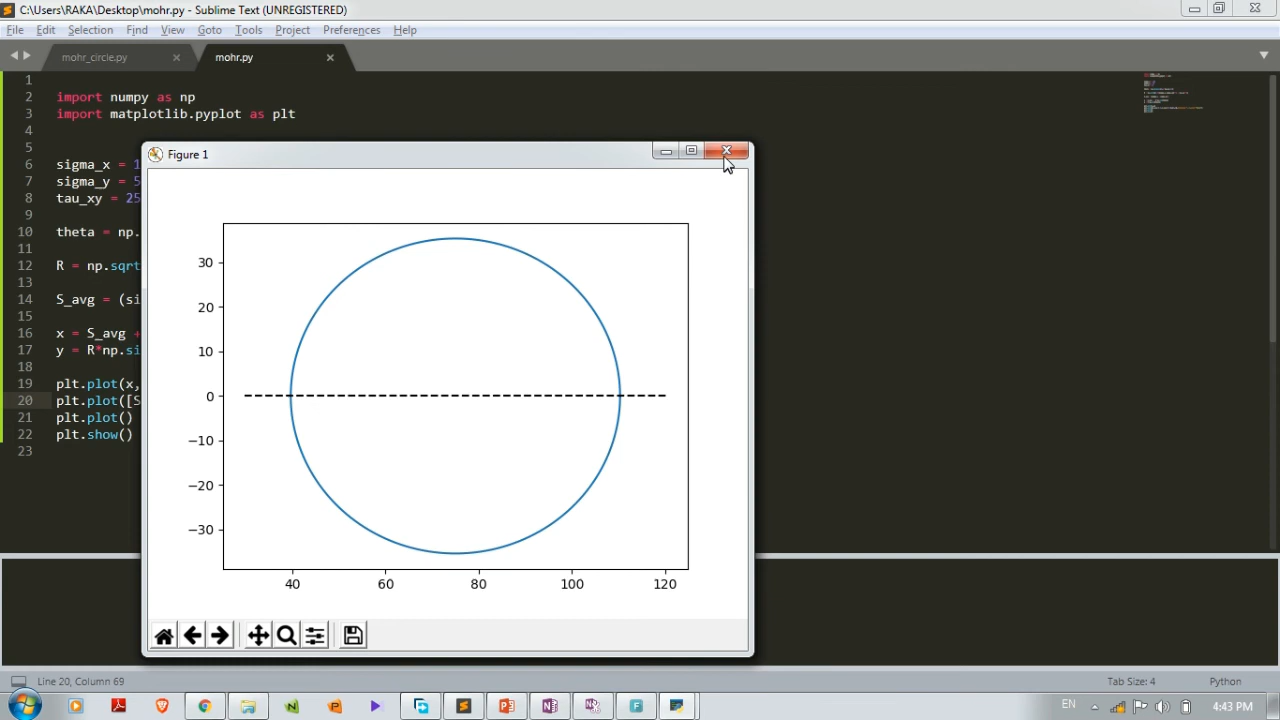 C:\Users\RAKA\Desktop\mohr.py - Sublime Text (UNREGISTERED)
File Edit Selection Find View Goto Tools Project Preferences Help
mohr_circle.py mohr.py
1
2 import numpy as np
3 import matplotlib.pyplot as plt
4
5
6 sigma_x = 1
7 sigma_y = 5
8 tau_xy = 25
9
10 theta = np.
11
12 R = np.sqrt
13
14 S_avg = (si
15
16 x = S_avg +
17 y = R*np.si
18
19 plt.plot(x,
20 plt.plot([S
21 plt.plot()
22 plt.show()
23
Figure 1
30
20
10
0
−10
−20
−30
40 60 80 100 120
Line 20, Column 69 Tab Size: 4 Python
EN 4:43 PM